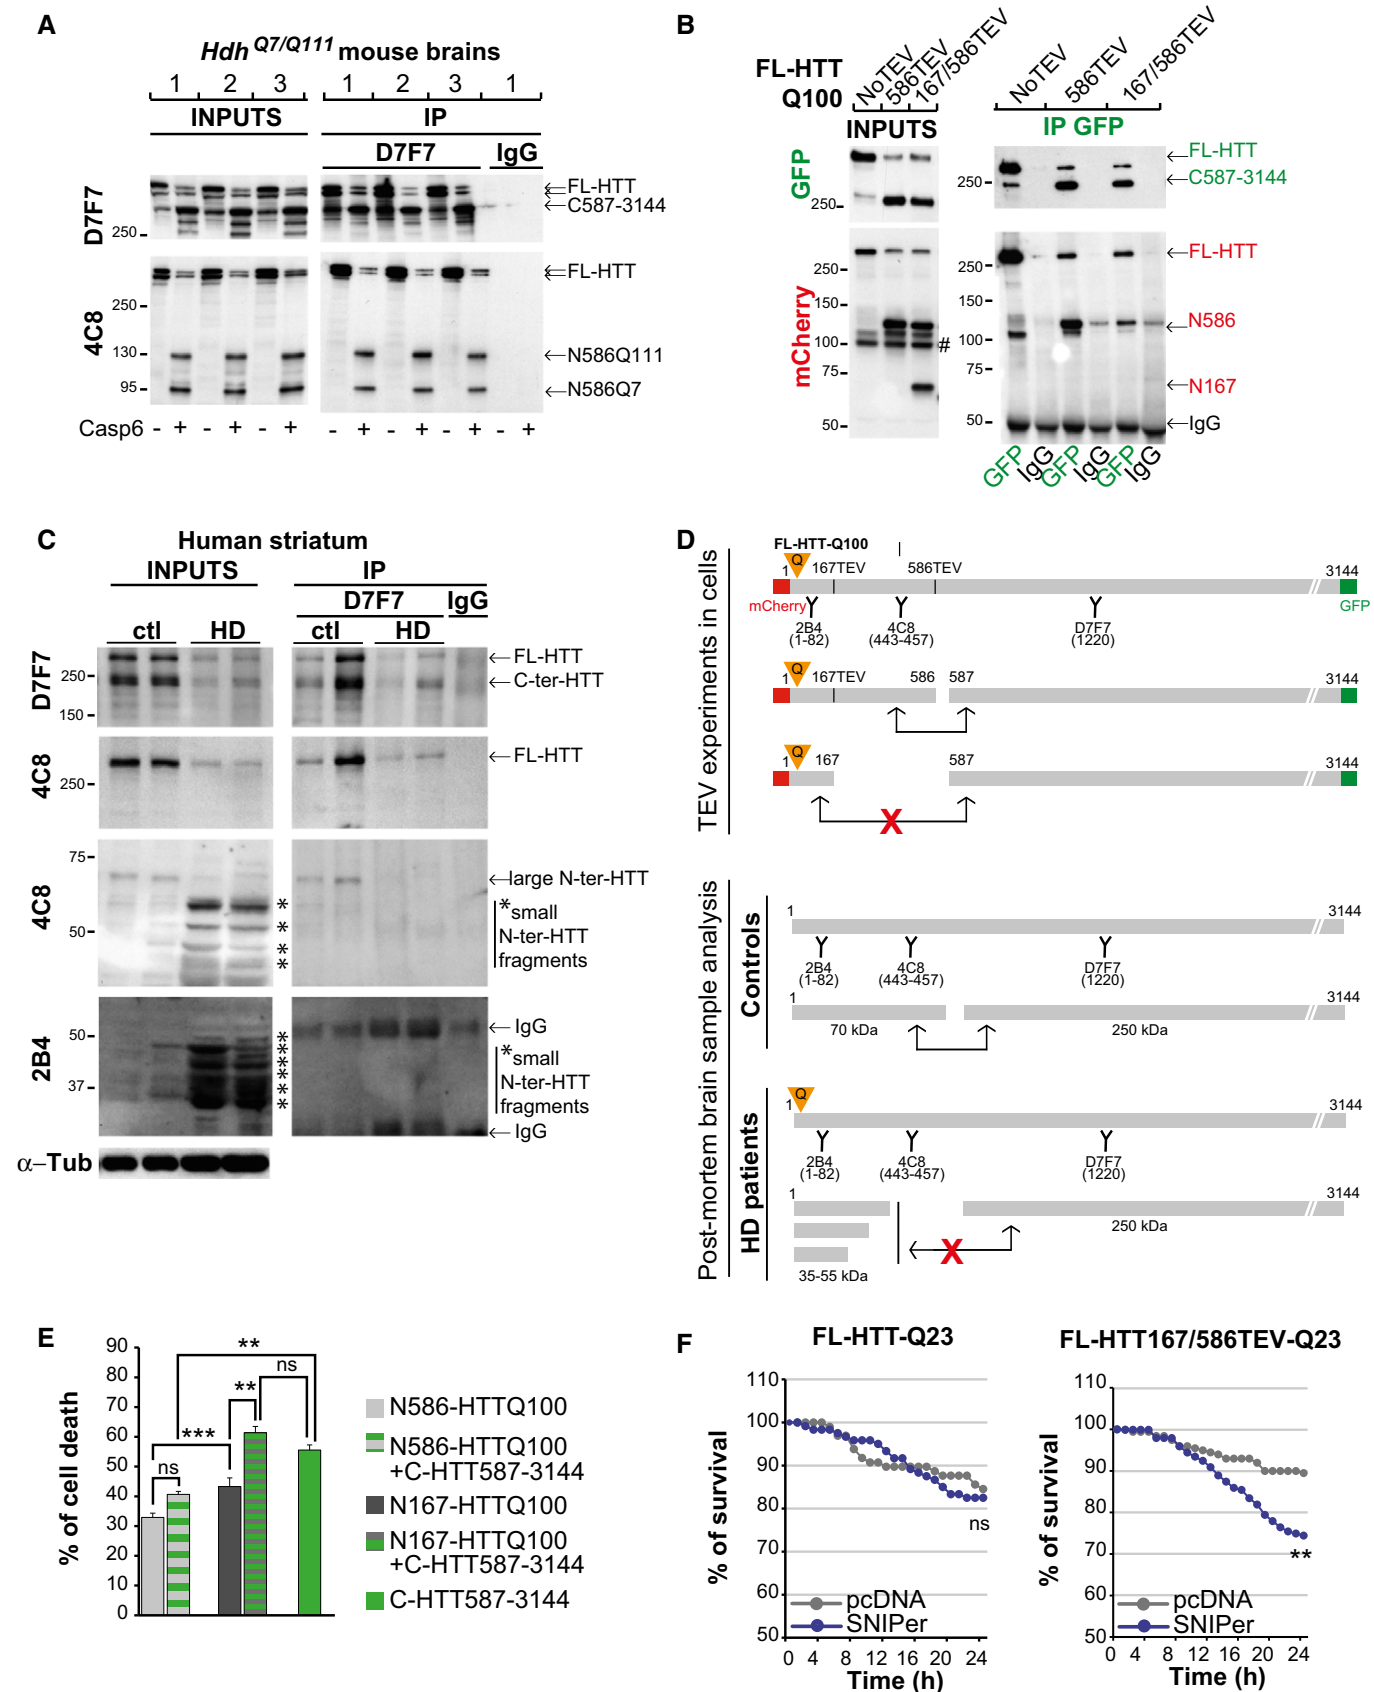 A
Hdh Q7/Q111 mouse brains
1 2 3 1 2 3 1
INPUTS IP
D7F7 IgG
D7F7
250
FL-HTT
C587-3144
4C8
250
130
95
FL-HTT
N586Q111
N586Q7
Casp6 - + - + - + - + - + - + - +
B
FL-HTT
Q100
NoTEV 586TEV 167/586TEV
NoTEV 586TEV 167/586TEV
INPUTS IP GFP
GFP
250
250
FL-HTT
C587-3144
mCherry
250
150
100
75
50
#
250
150
100
75
50
FL-HTT
N586
N167
IgG
GFP IgG GFP IgG GFP IgG
C
Human striatum
INPUTS IP
D7F7 IgG
ctl HD ctl HD
D7F7
250
150
FL-HTT
C-ter-HTT
4C8
250
FL-HTT
4C8
75
50
*
*
*
*
large N-ter-HTT
*small
N-ter-HTT
fragments
2B4
50
37
*
*
*
*
*
*
IgG
*small
N-ter-HTT
fragments
IgG
α–Tub
D
TEV experiments in cells
FL-HTT-Q100
Q
1 167TEV 586TEV 3144
mCherry GFP
2B4 4C8 D7F7
(1-82) (443-457) (1220)
Q
1 167TEV 586 587 3144
Q
1 167 587 3144
X
Post-mortem brain sample analysis
Controls
1 3144
2B4 4C8 D7F7
(1-82) (443-457) (1220)
1 3144
70 kDa 250 kDa
HD patients
Q
1 3144
2B4 4C8 D7F7
(1-82) (443-457) (1220)
1 3144
250 kDa
X
35-55 kDa
E
% of cell death
90
80
70
60
50
40
30
20
10
0
**
ns
**
***
ns
N586-HTTQ100
N586-HTTQ100
+C-HTT587-3144
N167-HTTQ100
N167-HTTQ100
+C-HTT587-3144
C-HTT587-3144
F
FL-HTT-Q23
% of survival
110
100
90
80
70
60
50
ns
pcDNA
SNIPer
0 4 8 12 16 20 24
Time (h)
FL-HTT167/586TEV-Q23
% of survival
110
100
90
80
70
60
50
**
pcDNA
SNIPer
0 4 8 12 16 20 24
Time (h)